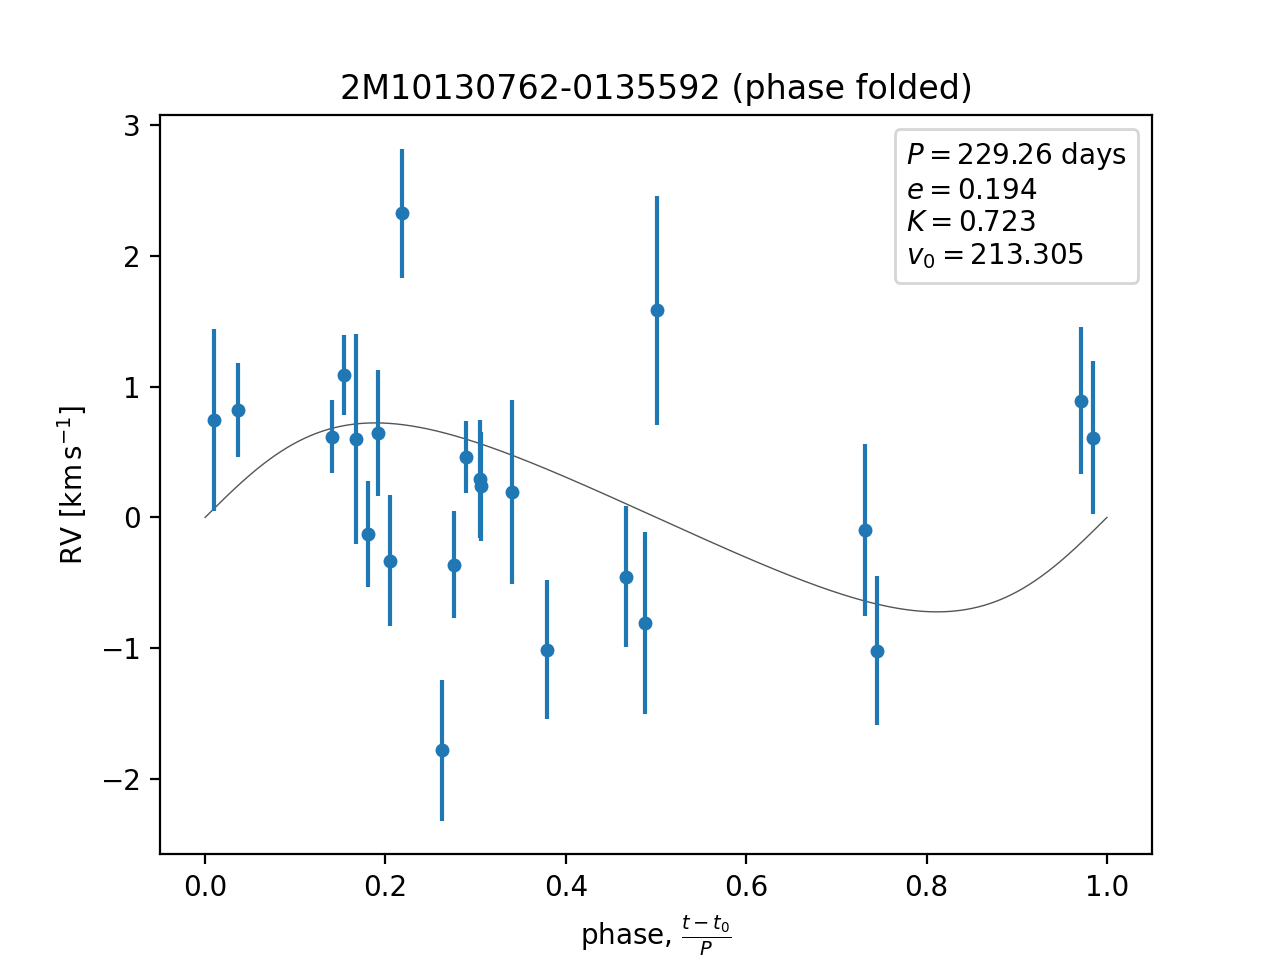 2M10130762-0135592 (phase folded)
P = 229.26 days
e = 0.194
K = 0.723
v₀ = 213.305
RV [km s⁻¹]
3
2
1
0
−1
−2
0.0 0.2 0.4 0.6 0.8 1.0
phase, (t − t₀)/P